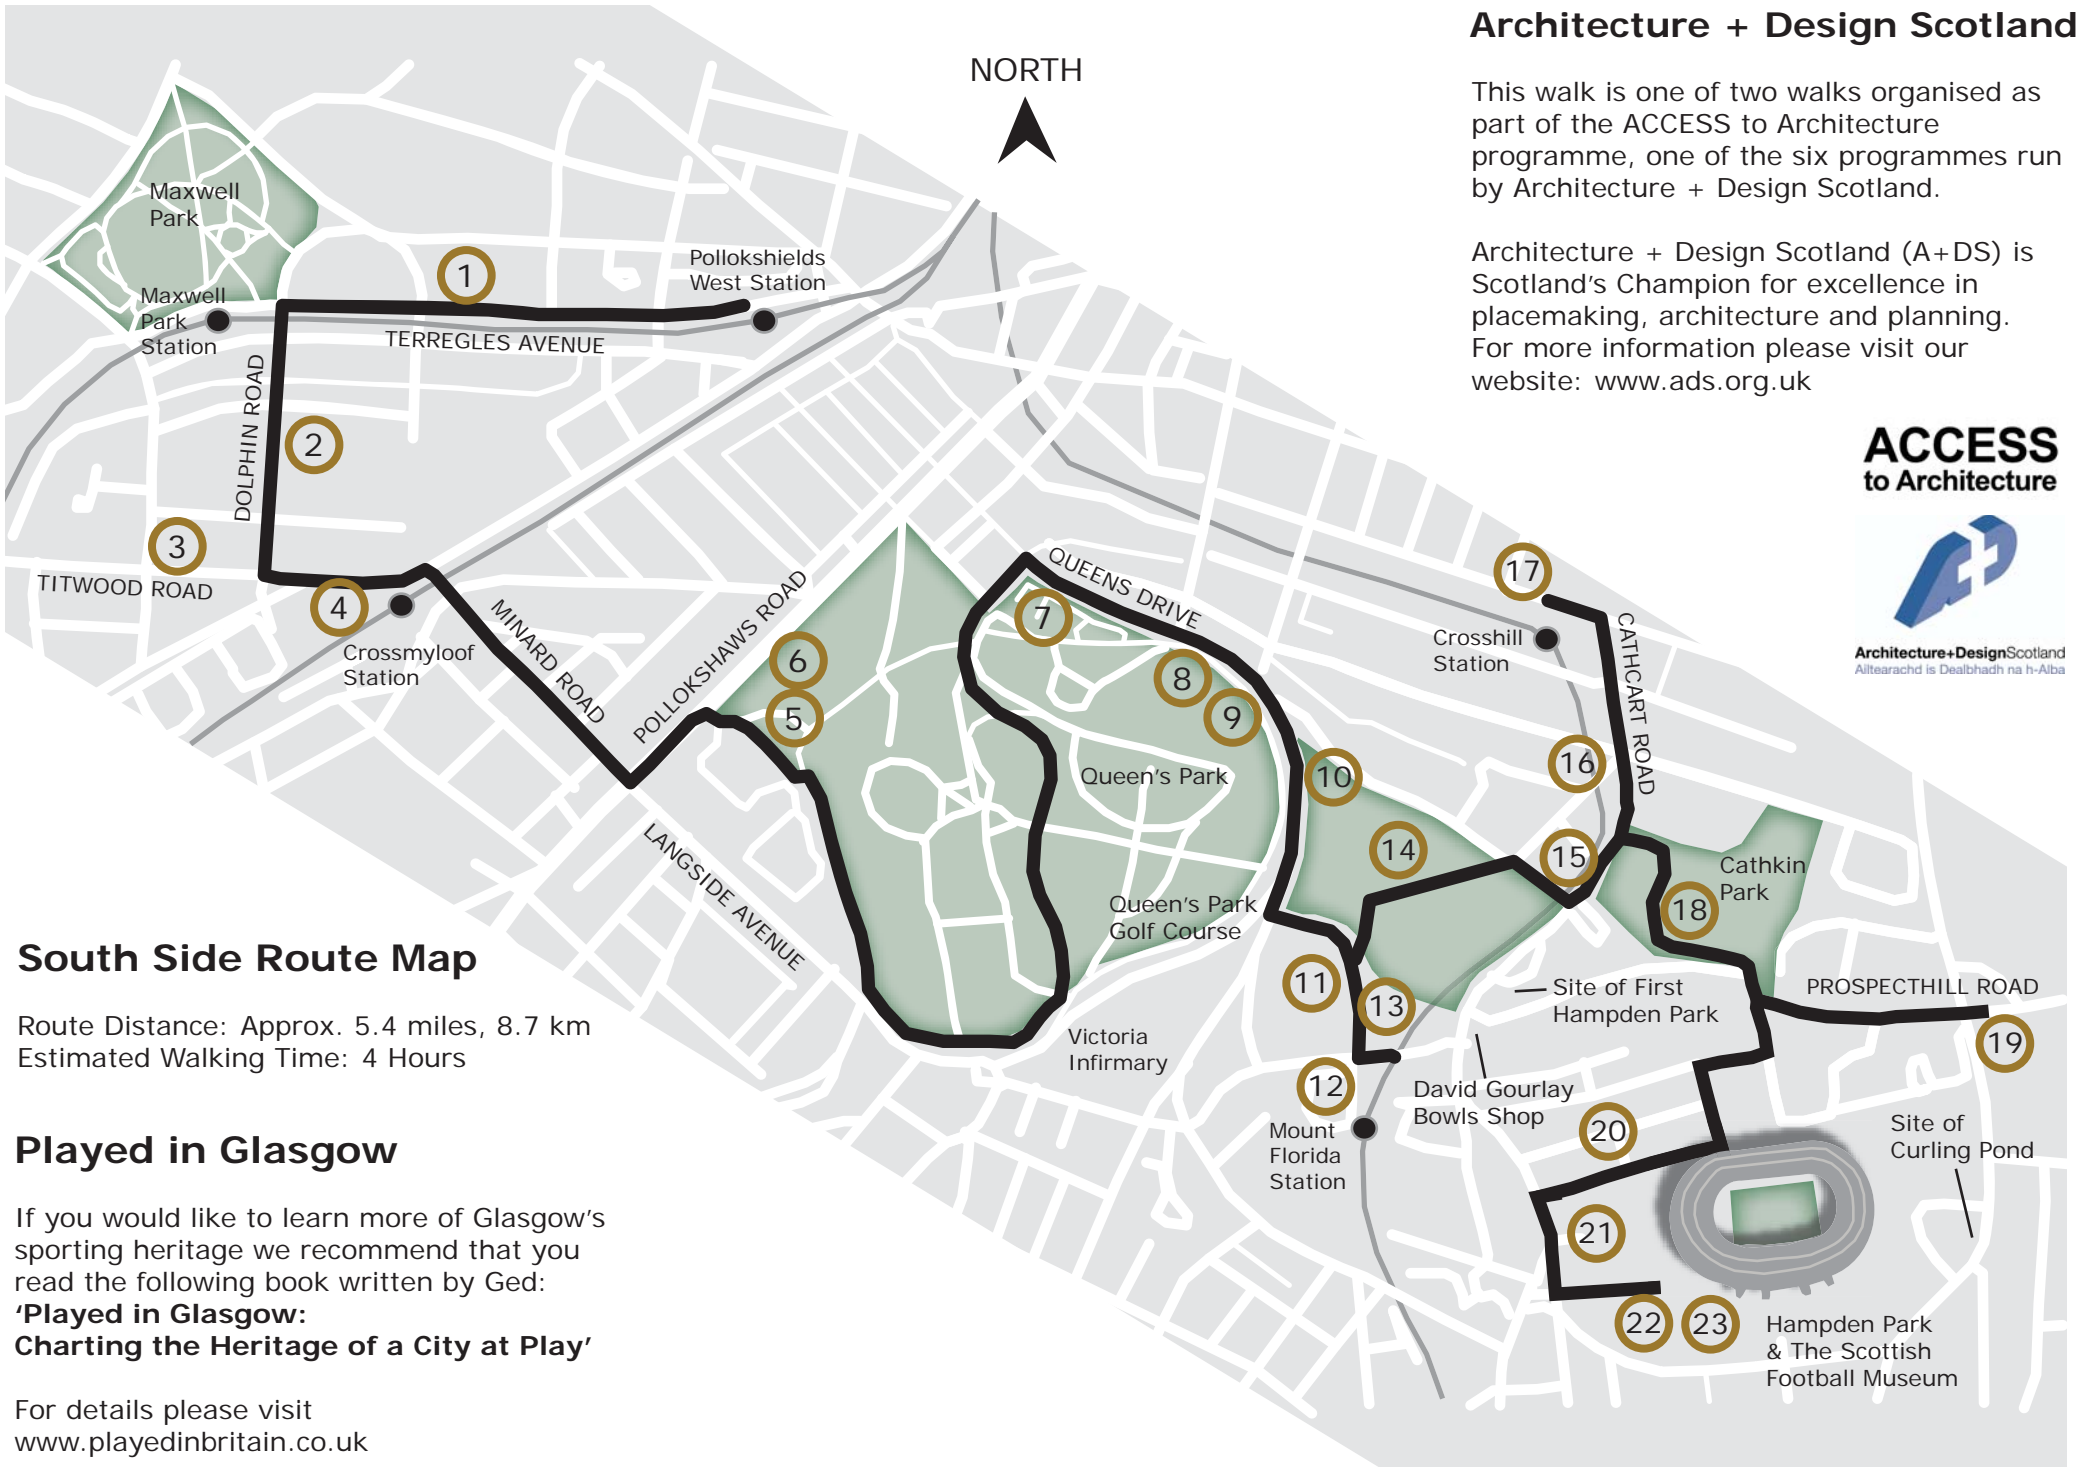 Architecture + Design Scotland
This walk is one of two walks organised as
part of the ACCESS to Architecture
programme, one of the six programmes run
by Architecture + Design Scotland.
Architecture + Design Scotland (A+DS) is
Scotland's Champion for excellence in
placemaking, architecture and planning.
For more information please visit our
website: www.ads.org.uk
ACCESS
to Architecture
Architecture+DesignScotland
Ailtearachd is Dealbhadh na h-Alba
NORTH
Maxwell
Park
Maxwell
Park
Station
1
Pollokshields
West Station
TERREGLES AVENUE
DOLPHIN ROAD
2
3
TITWOOD ROAD
4
Crossmyloof
Station
MINARD ROAD
POLLOKSHAWS ROAD
6
5
LANGSIDE AVENUE
QUEENS DRIVE
7
8
9
Queen's Park
Queen's Park
Golf Course
Victoria
Infirmary
10
14
11
13
12
Mount
Florida
Station
17
Crosshill
Station
CATHCART ROAD
16
15
Cathkin
Park
18
Site of First
Hampden Park
PROSPECTHILL ROAD
19
David Gourlay
Bowls Shop
20
Site of
Curling Pond
21
22
23
Hampden Park
& The Scottish
Football Museum
South Side Route Map
Route Distance: Approx. 5.4 miles, 8.7 km
Estimated Walking Time: 4 Hours
Played in Glasgow
If you would like to learn more of Glasgow's
sporting heritage we recommend that you
read the following book written by Ged:
‘Played in Glasgow:
Charting the Heritage of a City at Play’
For details please visit
www.playedinbritain.co.uk